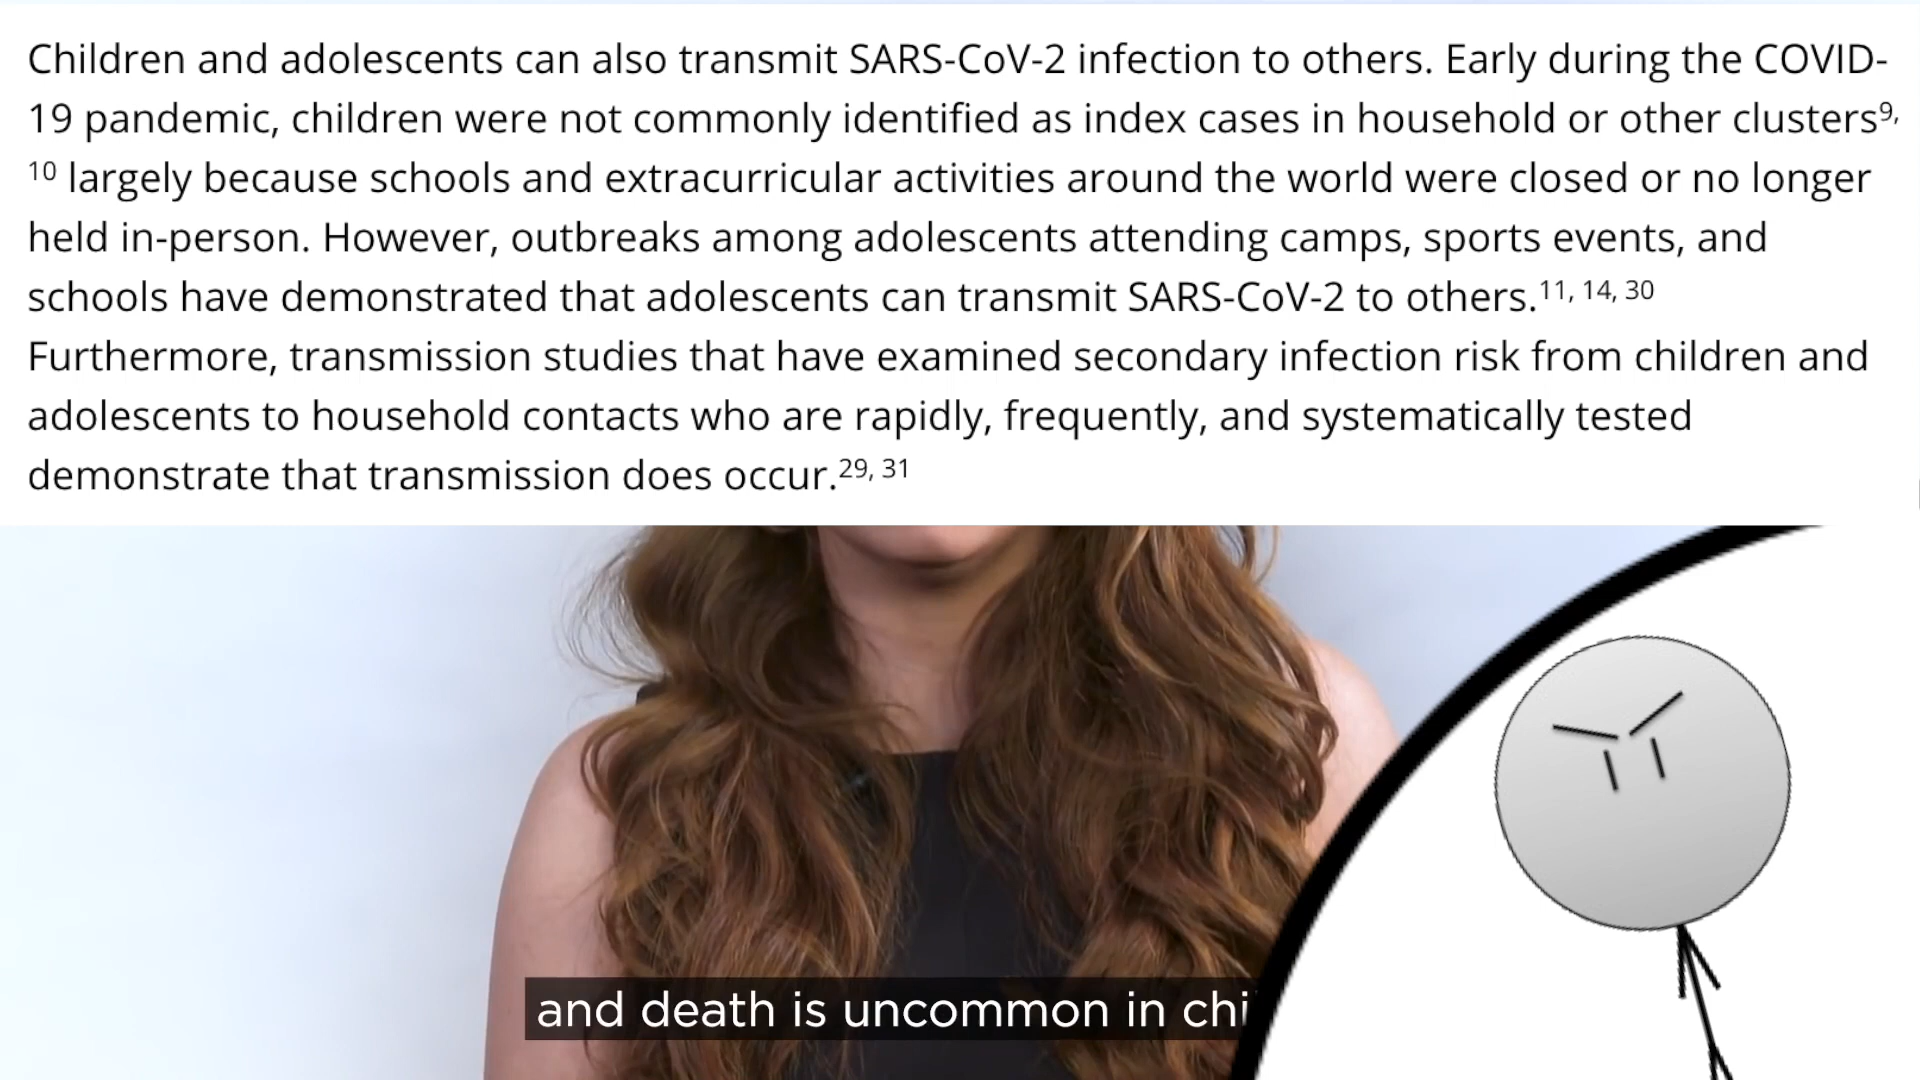 Children and adolescents can also transmit SARS-CoV-2 infection to others. Early during the COVID-
19 pandemic, children were not commonly identified as index cases in household or other clusters9,
10 largely because schools and extracurricular activities around the world were closed or no longer
held in-person. However, outbreaks among adolescents attending camps, sports events, and
schools have demonstrated that adolescents can transmit SARS-CoV-2 to others.11, 14, 30
Furthermore, transmission studies that have examined secondary infection risk from children and
adolescents to household contacts who are rapidly, frequently, and systematically tested
demonstrate that transmission does occur.29, 31
and death is uncommon in chi